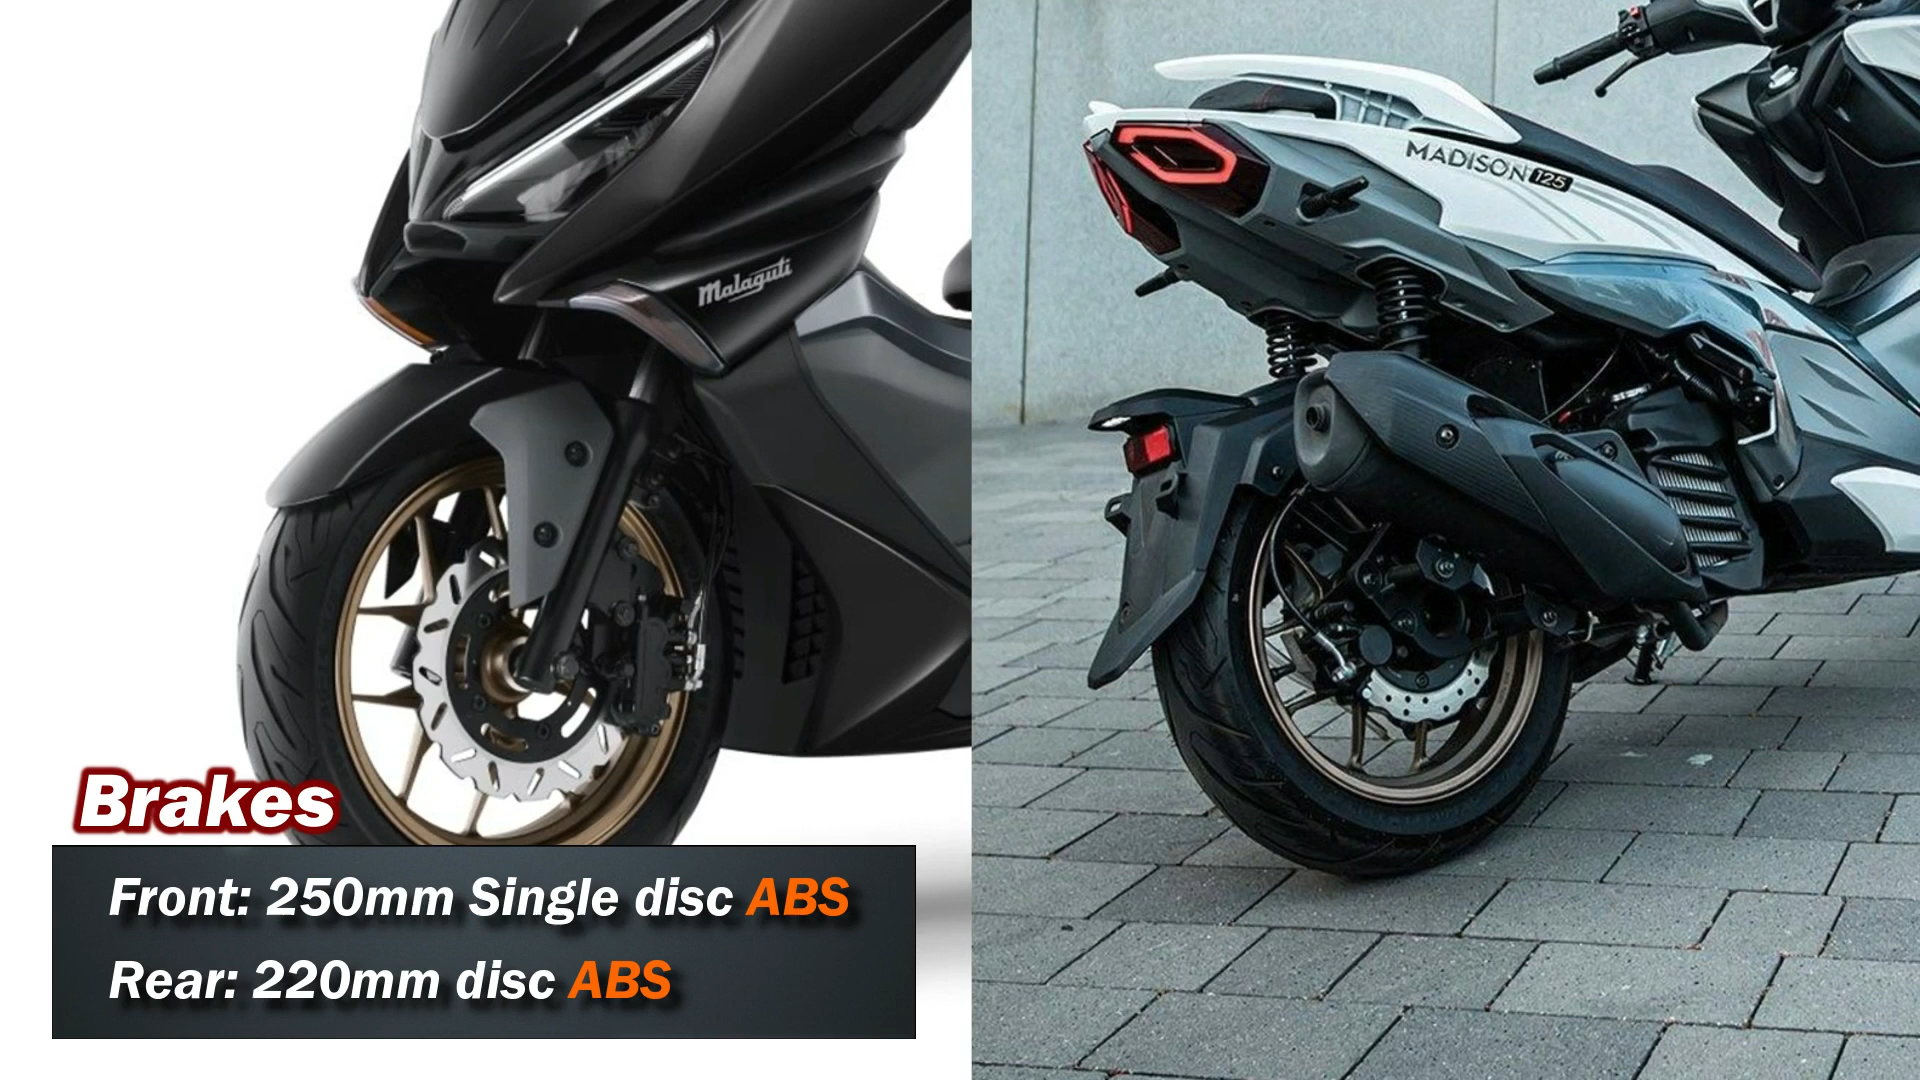 Malaguti
MADISON 125
Brakes
Front: 250mm Single disc ABS
Rear: 220mm disc ABS